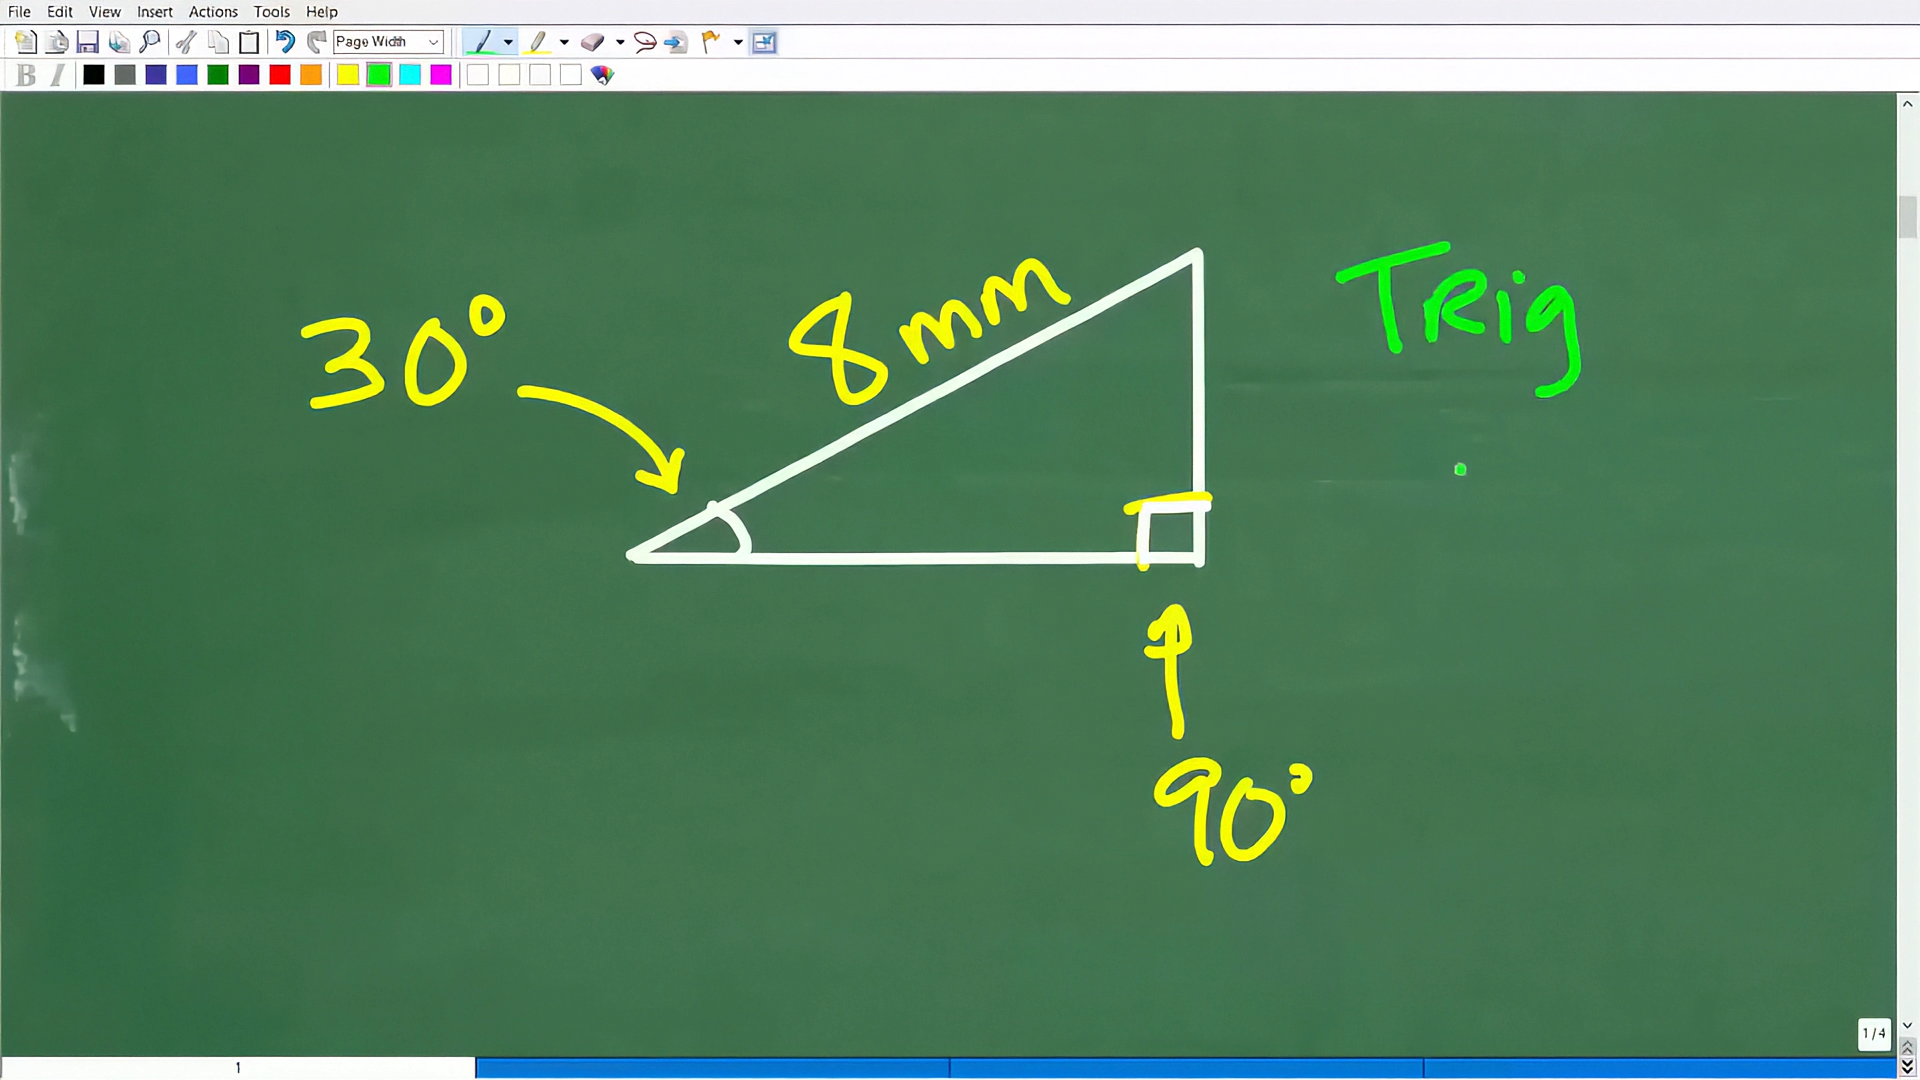 File Edit View Insert Actions Tools Help
Page Width
B I
30°
8mm
TRig
90°
1/4
1